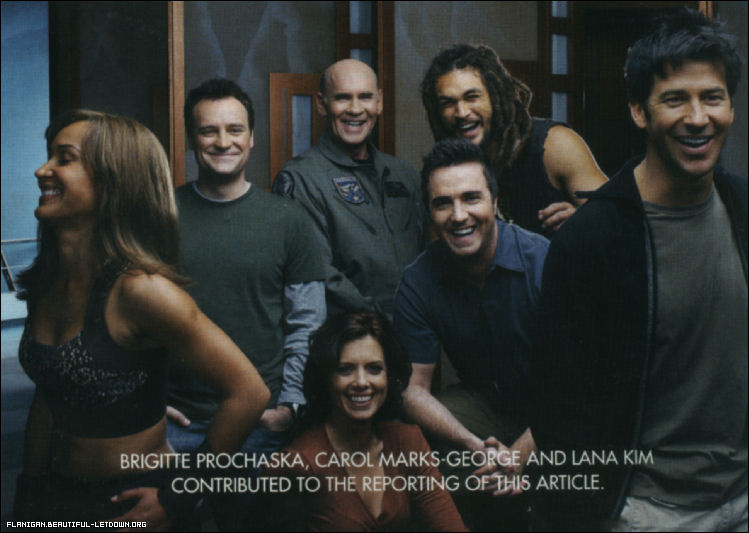 BRIGITTE PROCHASKA, CAROL MARKS-GEORGE AND LANA KIM
CONTRIBUTED TO THE REPORTING OF THIS ARTICLE.
FLANIGAN.BEAUTIFUL-LETDOWN.ORG